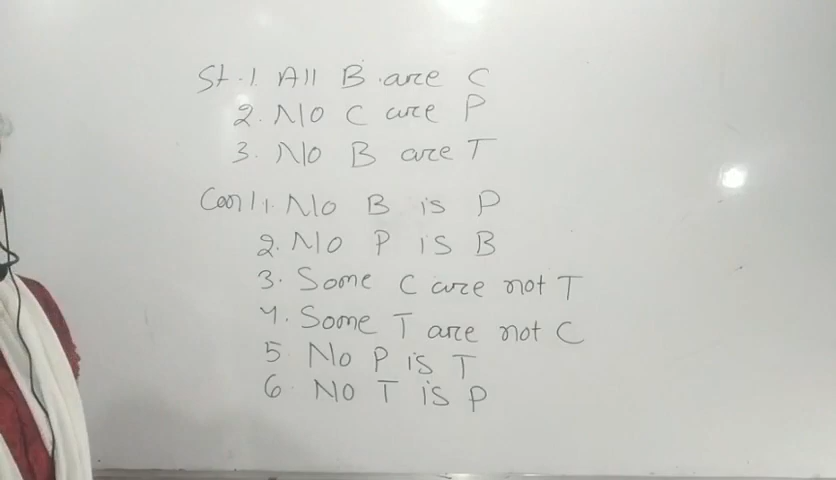 St. 1. All B are C
2. No C are P
3. No B are T
Con 1. No B is P
2. No P is B
3. Some C are not T
4. Some T are not C
5. No P is T
6. No T is P